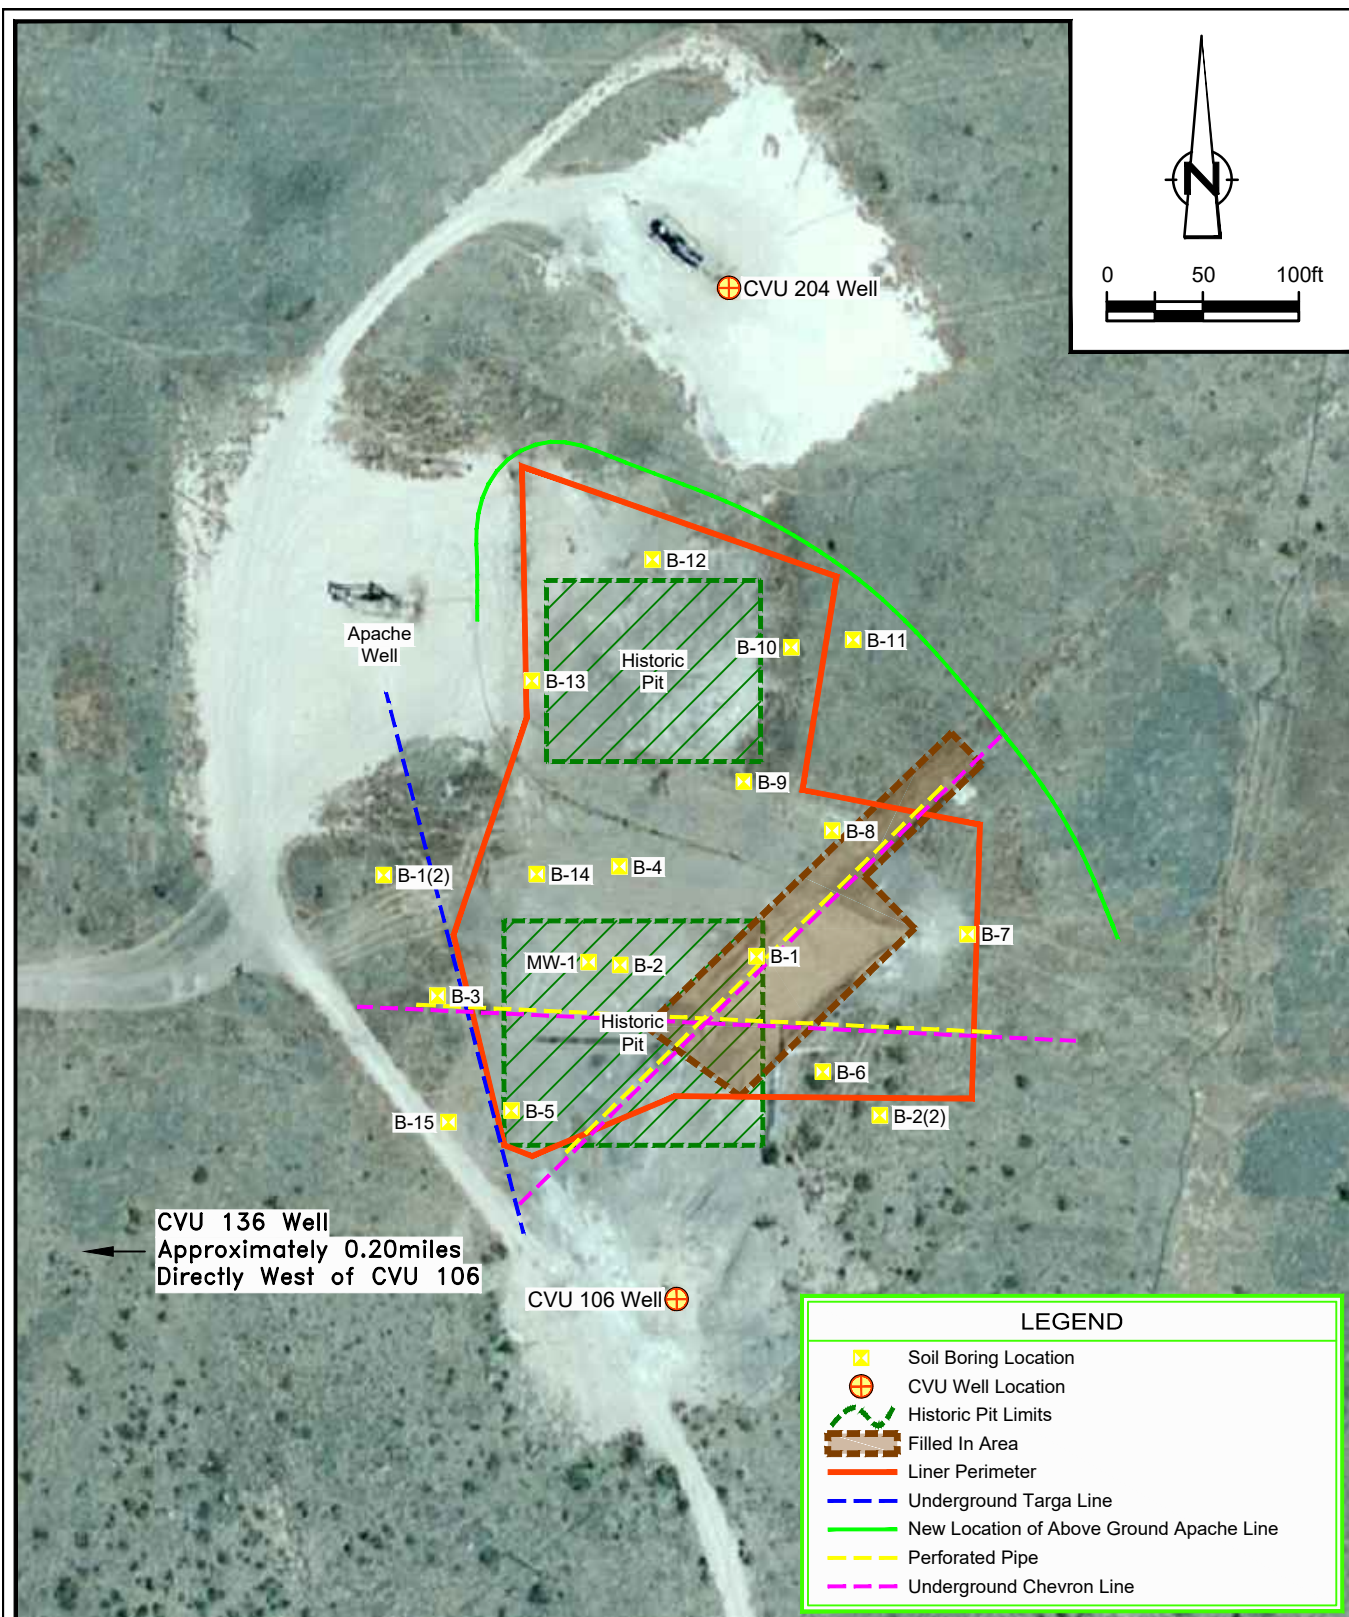 N
0 50 100ft
CVU 204 Well
B-12
Apache
Well
B-10
B-11
Historic
Pit
B-13
B-9
B-8
B-1(2)
B-14
B-4
B-7
MW-1
B-2
B-1
B-3
Historic
Pit
B-6
B-15
B-5
B-2(2)
CVU 136 Well
Approximately 0.20miles
Directly West of CVU 106
CVU 106 Well
LEGEND
Soil Boring Location
CVU Well Location
Historic Pit Limits
Filled In Area
Liner Perimeter
Underground Targa Line
New Location of Above Ground Apache Line
Perforated Pipe
Underground Chevron Line